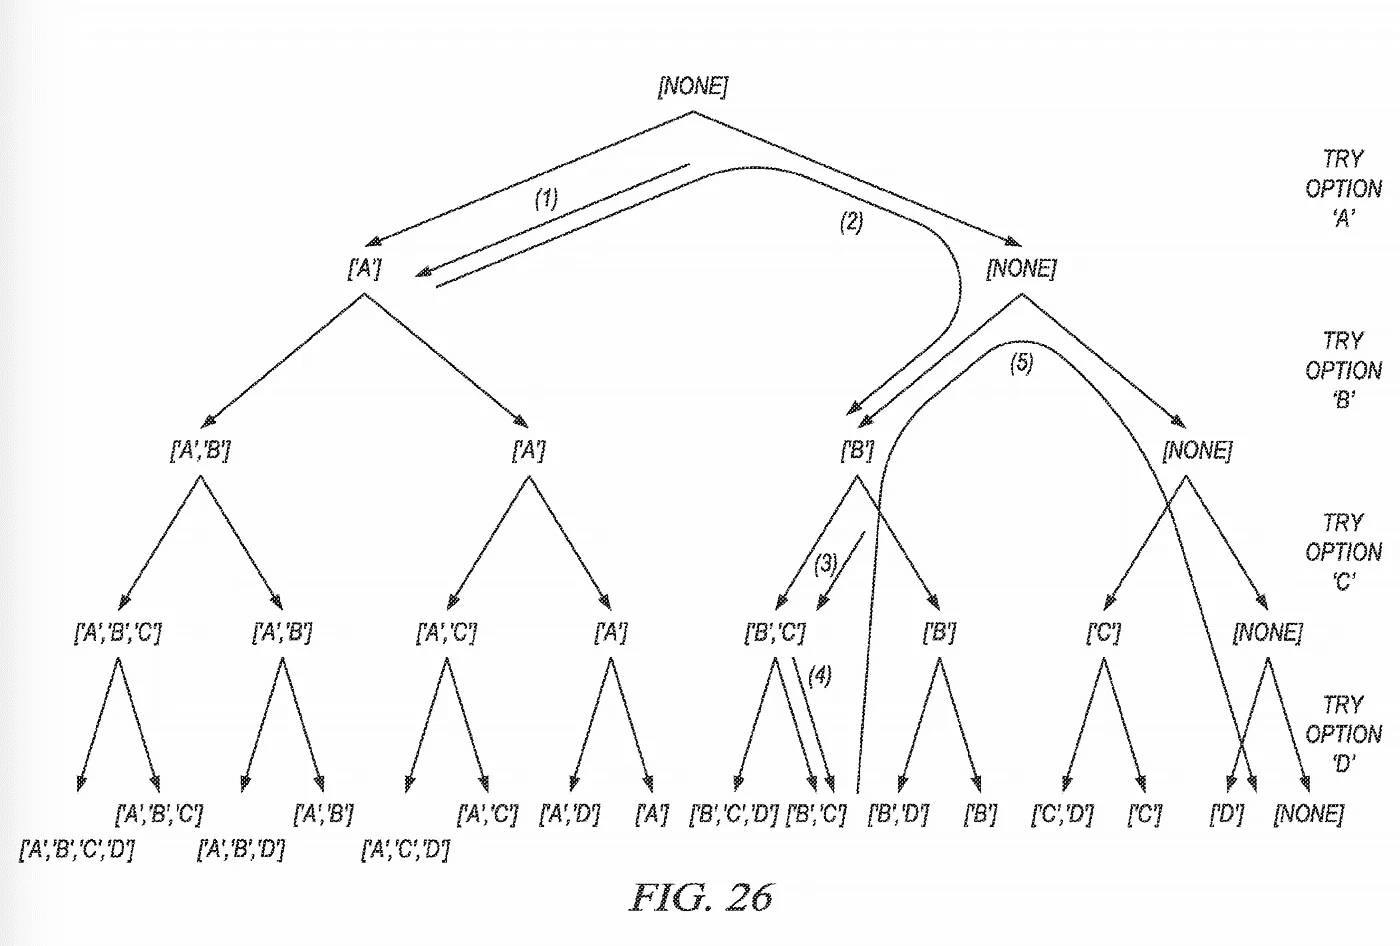 [NONE]
TRY
OPTION
'A'
(1)
(2)
['A']
[NONE]
TRY
OPTION
'B'
(5)
['A','B']
['A']
['B']
[NONE]
TRY
OPTION
'C'
(3)
['A','B','C']
['A','B']
['A','C']
['A']
['B','C']
['B']
['C']
[NONE]
(4)
TRY
OPTION
'D'
['A','B','C']
['A','B']
['A','C']
['A','D']
['A']
['B','C','D']
['B','C']
['B','D']
['B']
['C,'D']
['C']
['D']
[NONE]
['A','B','C','D']
['A','B','D']
['A','C','D']
FIG. 26